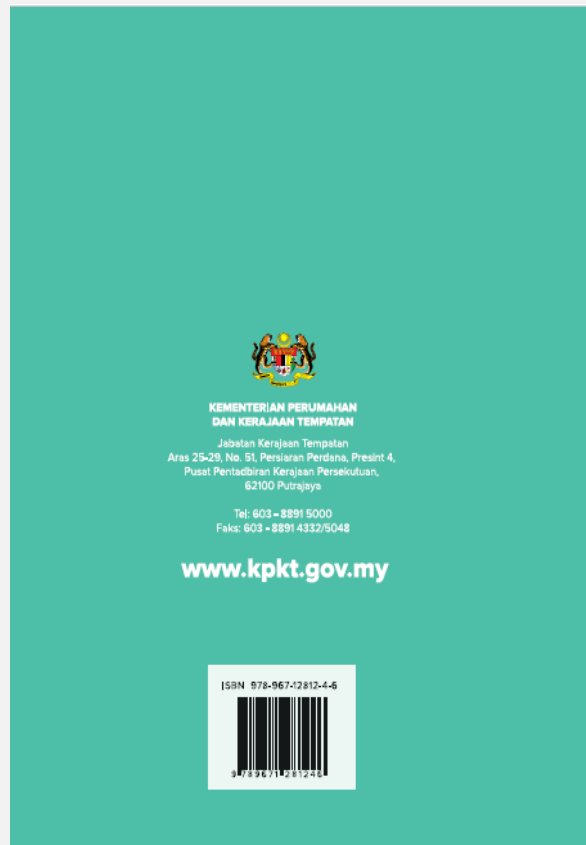 KEMENTERIAN PERUMAHAN
DAN KERAJAAN TEMPATAN
Jabatan Kerajaan Tempatan
Aras 25-29, No. 51, Persiaran Perdana, Presint 4,
Pusat Pentadbiran Kerajaan Persekutuan,
62100 Putrajaya
Tel: 603 - 8891 5000
Faks: 603 - 8891 4332/5048
www.kpkt.gov.my
ISBN 978-967-12812-4-6
9 789671 281246